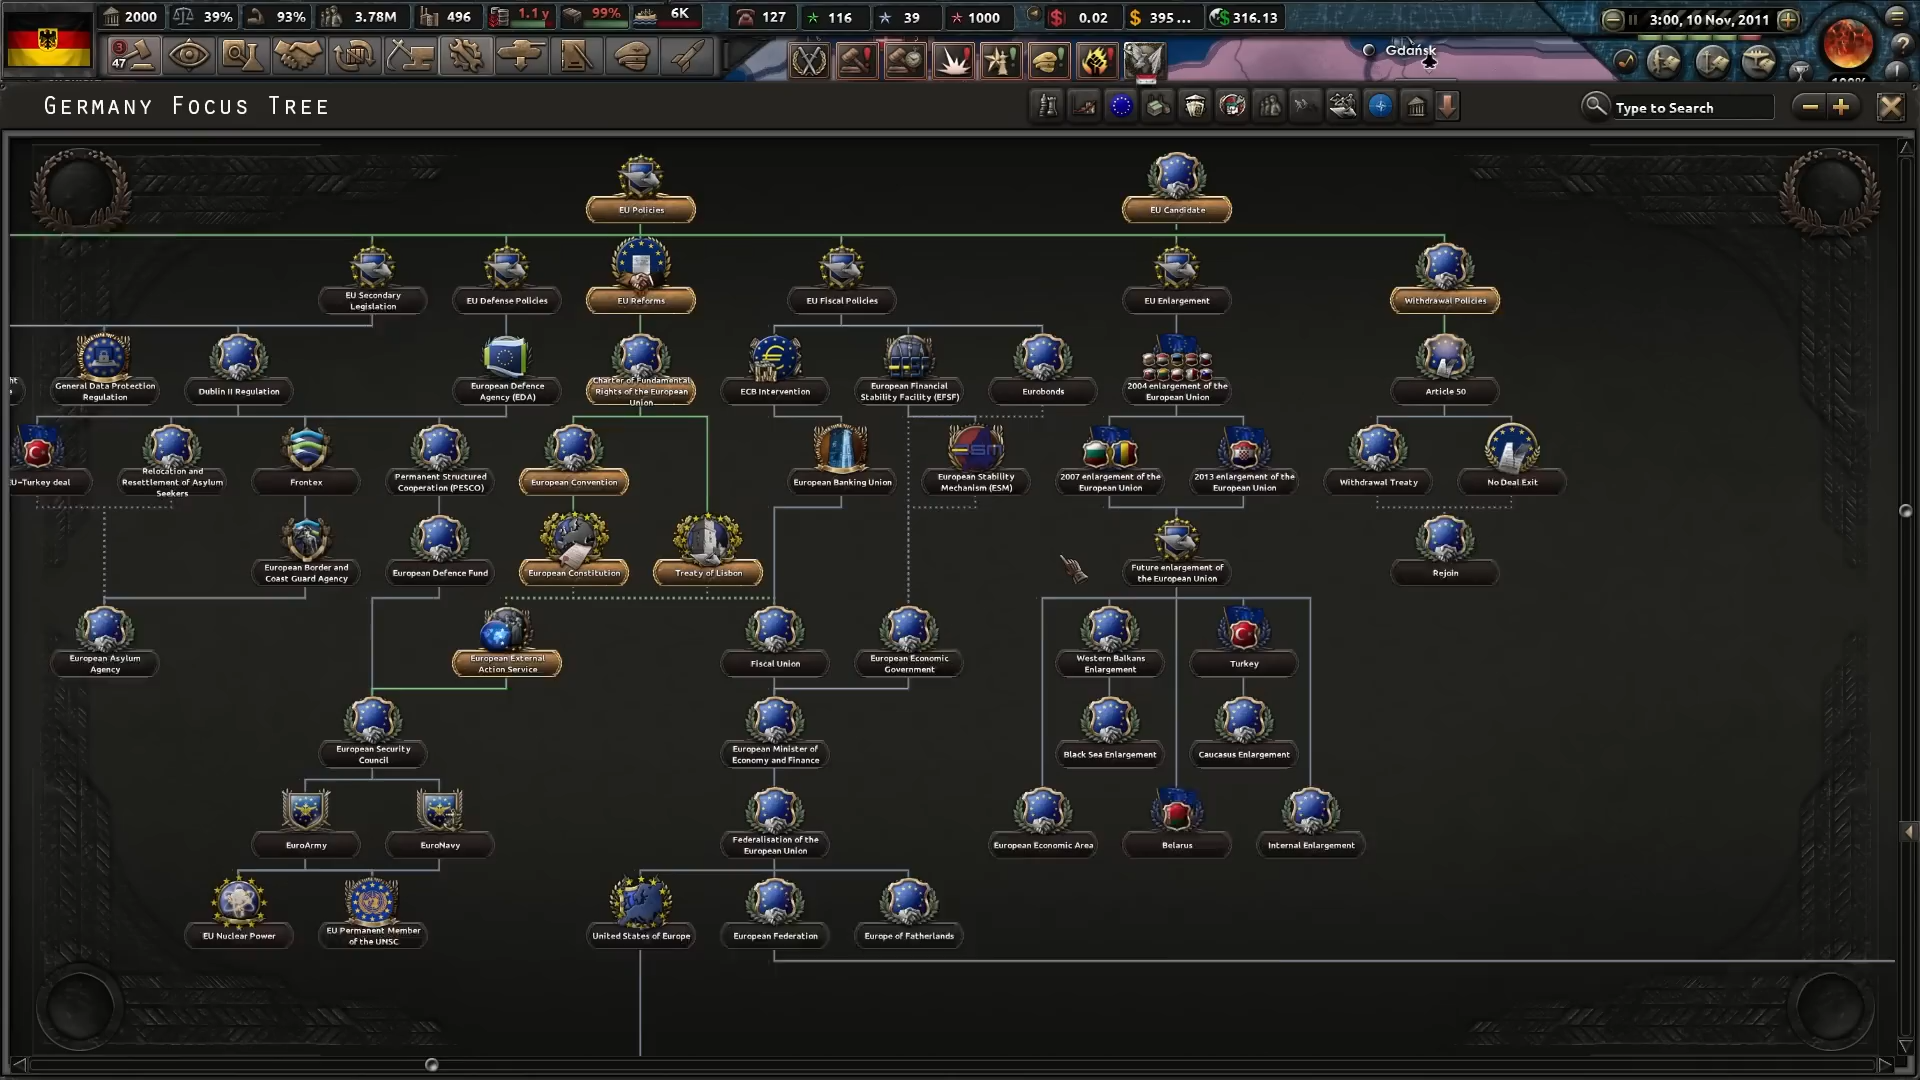 2000
39%
93%
3.78M
496
1.1 y
99%
6K
127
116
39
1000
0.02
395...
316.13
3:00, 10 Nov, 2011
3
47
Gdańsk
Germany Focus Tree
Type to Search
EU Policies
EU Candidate
EU Secondary
Legislation
EU Defense Policies
EU Reforms
EU Fiscal Policies
EU Enlargement
Withdrawal Policies
General Data Protection
Regulation
Dublin II Regulation
European Defence
Agency (EDA)
Charter of Fundamental
Rights of the European
Union
ECB Intervention
European Financial
Stability Facility (EFSF)
Eurobonds
2004 enlargement of the
European Union
Article 50
EU-Turkey deal
Relocation and
Resettlement of Asylum
Seekers
Frontex
Permanent Structured
Cooperation (PESCO)
European Convention
European Banking Union
European Stability
Mechanism (ESM)
2007 enlargement of the
European Union
2013 enlargement of the
European Union
Withdrawal Treaty
No Deal Exit
European Border and
Coast Guard Agency
European Defence Fund
European Constitution
Treaty of Lisbon
Future enlargement of
the European Union
Rejoin
European Asylum
Agency
European External
Action Service
Fiscal Union
European Economic
Government
Western Balkans
Enlargement
Turkey
European Security
Council
European Minister of
Economy and Finance
Black Sea Enlargement
Caucasus Enlargement
EuroArmy
EuroNavy
Federalisation of the
European Union
European Economic Area
Belarus
Internal Enlargement
EU Nuclear Power
EU Permanent Member
of the UNSC
United States of Europe
European Federation
Europe of Fatherlands